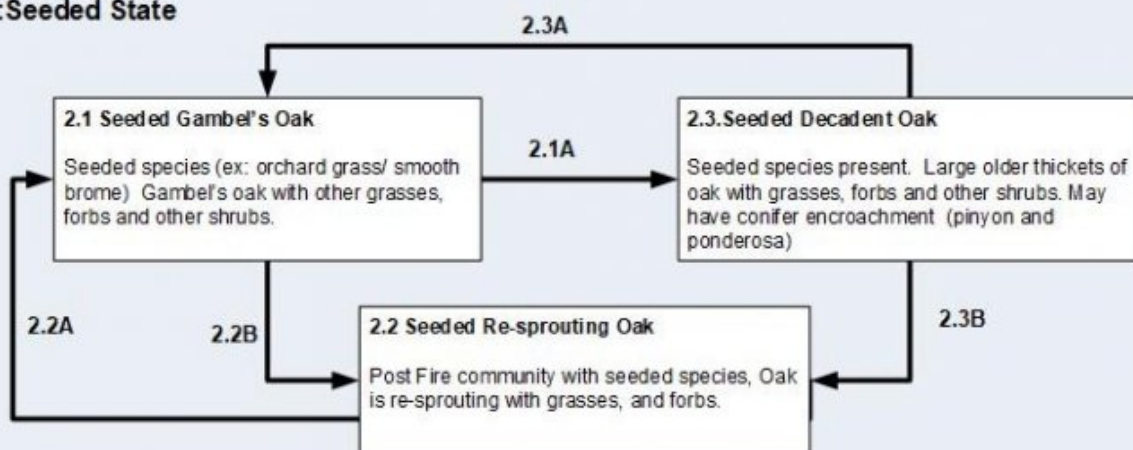 :Seeded State
2.3A
2.1 Seeded Gambel's Oak
Seeded species (ex: orchard grass/ smooth
brome) Gambel's oak with other grasses,
forbs and other shrubs.
2.1A
2.3.Seeded Decadent Oak
Seeded species present. Large older thickets of
oak with grasses, forbs and other shrubs. May
have conifer encroachment (pinyon and
ponderosa)
2.2A
2.2B
2.2 Seeded Re-sprouting Oak
Post Fire community with seeded species, Oak
is re-sprouting with grasses, and forbs.
2.3B